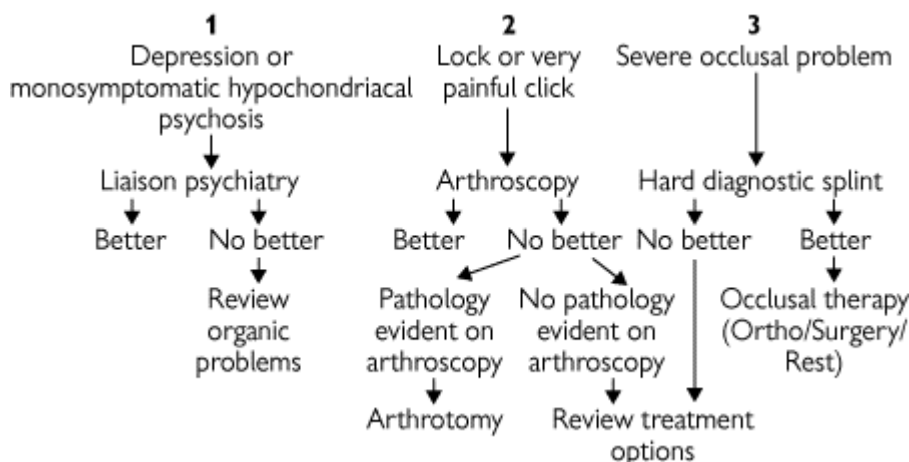 1
Depression or
monosymptomatic hypochondriacal
psychosis
Liaison psychiatry
Better
No better
Review
organic
problems
2
Lock or very
painful click
Arthroscopy
Better
No better
Pathology
evident on
arthroscopy
Arthrotomy
No pathology
evident on
arthroscopy
3
Severe occlusal problem
Hard diagnostic splint
No better
Better
Review treatment
options
Occlusal therapy
(Ortho/Surgery/
Rest)